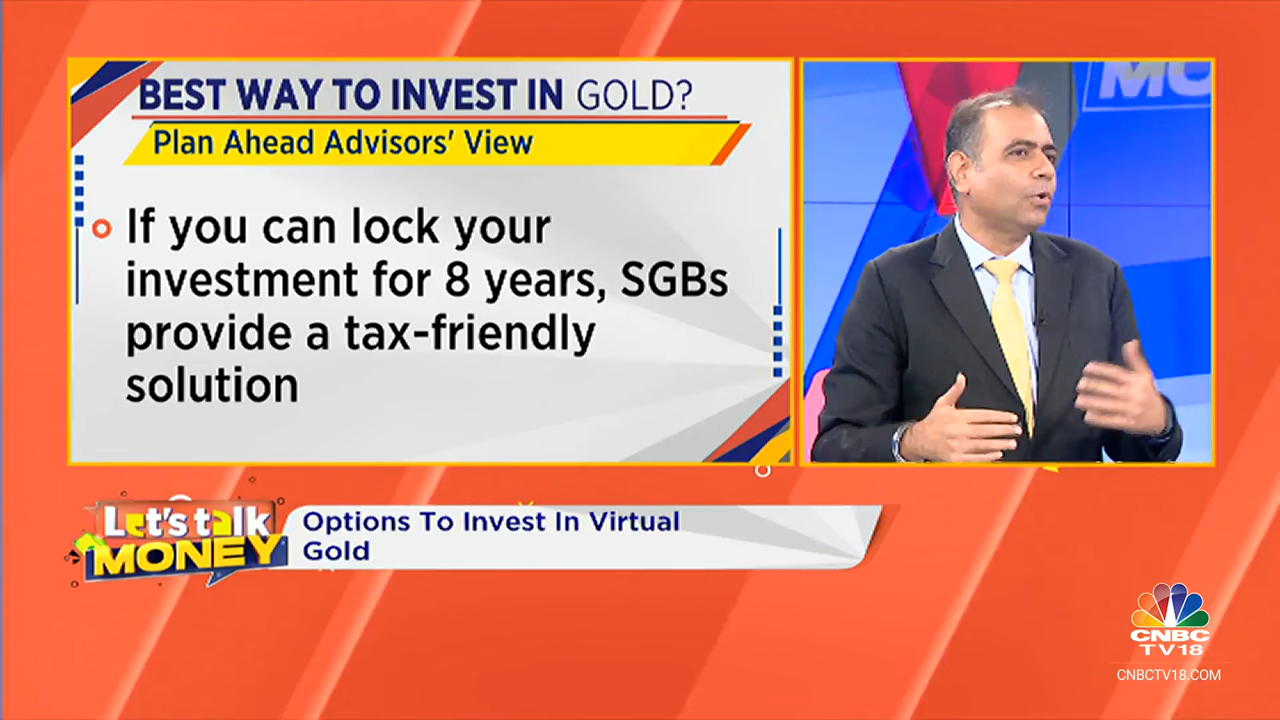 BEST WAY TO INVEST IN GOLD?
Plan Ahead Advisors' View
If you can lock your
investment for 8 years, SGBs
provide a tax-friendly
solution
MO
Let's talk
MONEY
Options To Invest In Virtual
Gold
CNBC
TV18
CNBCTV18.COM